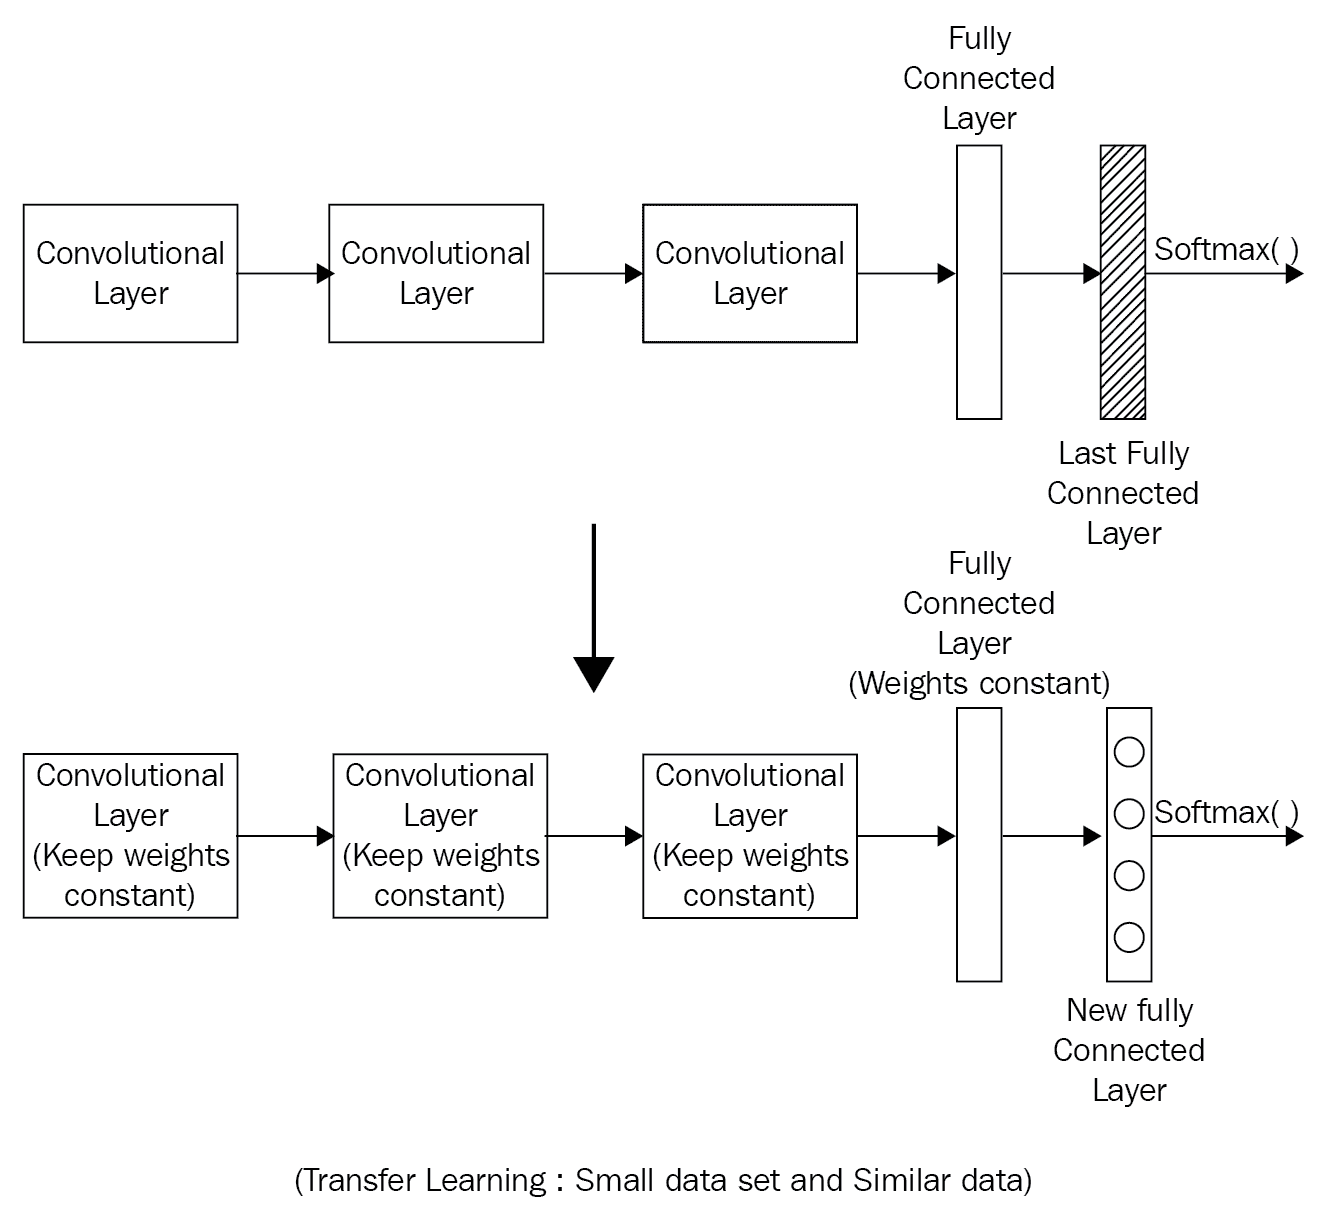 Fully
Connected
Layer
Convolutional
Layer
Convolutional
Layer
Convolutional
Layer
Softmax( )
Last Fully
Connected
Layer
Fully
Connected
Layer
(Weights constant)
Convolutional
Layer
(Keep weights
constant)
Convolutional
Layer
(Keep weights
constant)
Convolutional
Layer
(Keep weights
constant)
Softmax( )
New fully
Connected
Layer
(Transfer Learning : Small data set and Similar data)